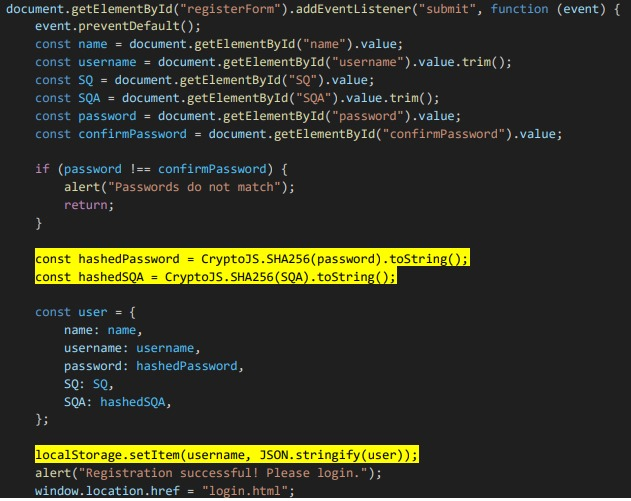 document.getElementById("registerForm").addEventListener("submit", function (event) {
    event.preventDefault();
    const name = document.getElementById("name").value;
    const username = document.getElementById("username").value.trim();
    const SQ = document.getElementById("SQ").value;
    const SQA = document.getElementById("SQA").value.trim();
    const password = document.getElementById("password").value;
    const confirmPassword = document.getElementById("confirmPassword").value;

    if (password !== confirmPassword) {
        alert("Passwords do not match");
        return;
    }

    const hashedPassword = CryptoJS.SHA256(password).toString();
    const hashedSQA = CryptoJS.SHA256(SQA).toString();

    const user = {
        name: name,
        username: username,
        password: hashedPassword,
        SQ: SQ,
        SQA: hashedSQA,
    };

    localStorage.setItem(username, JSON.stringify(user));
    alert("Registration successful! Please login.");
    window.location.href = "login.html";